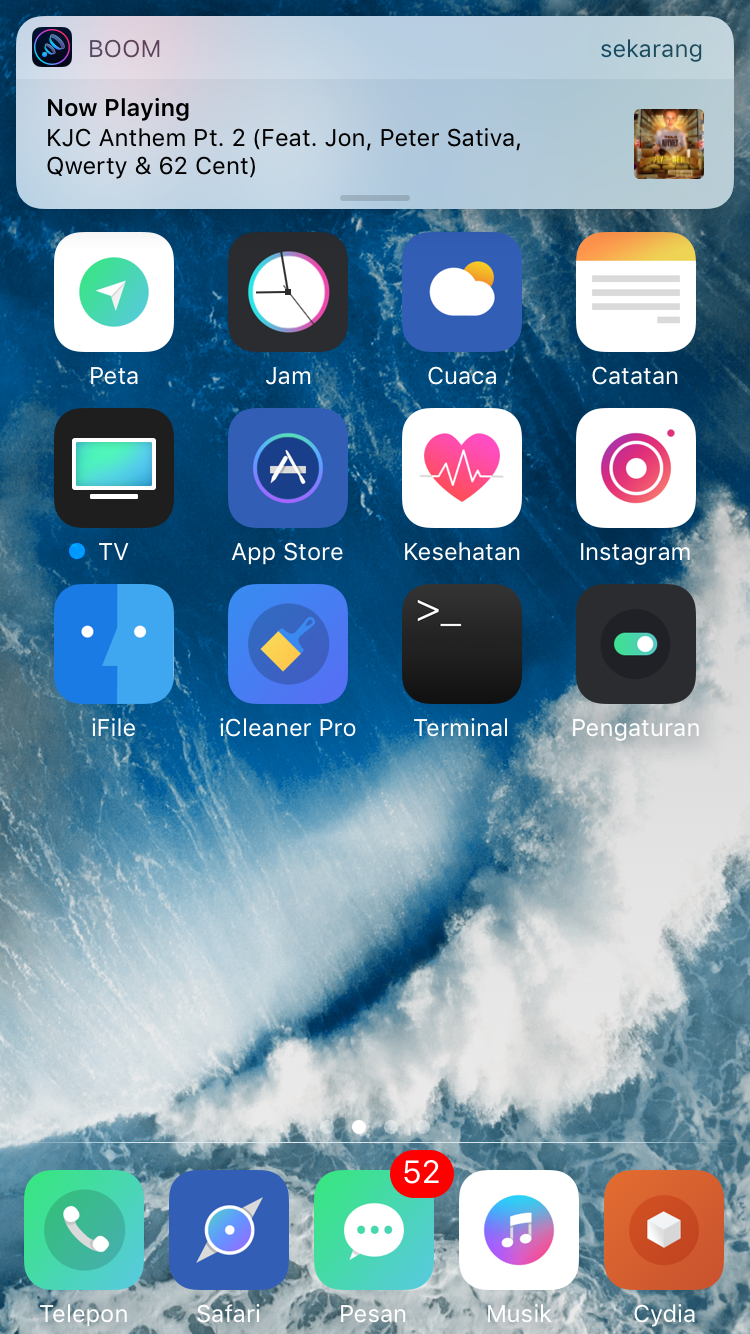 BOOM
sekarang
Now Playing
KJC Anthem Pt. 2 (Feat. Jon, Peter Sativa,
Qwerty & 62 Cent)
Peta
Jam
Cuaca
Catatan
TV
App Store
Kesehatan
Instagram
>_
iFile
iCleaner Pro
Terminal
Pengaturan
52
Telepon
Safari
Pesan
Musik
Cydia